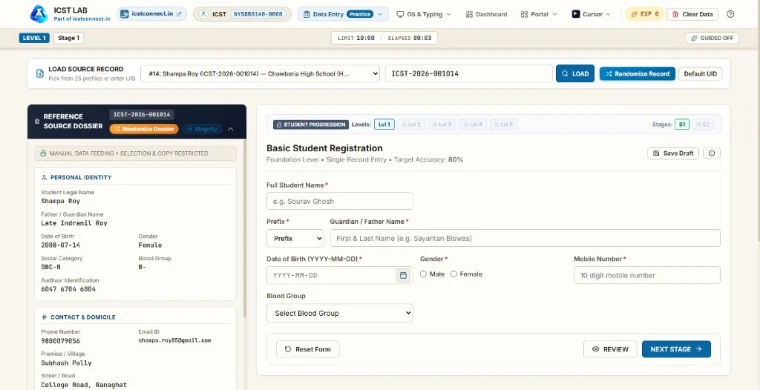 ICST LAB
Part of icstconnect.in
icstconnect.in
ICST NYSDB0140-0000
Data Entry Practice
OS & Typing
Dashboard
Portal
Cursor
EXP 0
Clear Data
LEVEL 1 Stage 1
LIMIT 10:00 | ELAPSED 00:03
GUIDED OFF
LOAD SOURCE RECORD
Pick from 25 profiles or enter UID
#14: Shampa Roy (ICST-2026-001014) — Chowberia High School (H...
ICST-2026-001014
LOAD
Randomize Record
Default UID
REFERENCE SOURCE DOSSIER
ICST-2026-001014
Randomize Dossier
Magnify
MANUAL DATA FEEDING • SELECTION & COPY RESTRICTED
PERSONAL IDENTITY
Student Legal Name
Shampa Roy
Father / Guardian Name
Late Indranil Roy
Date of Birth Gender
2008-07-14 Female
Social Category Blood Group
OBC-B B-
Aadhaar Identification
6047 6704 6004
CONTACT & DOMICILE
Phone Number Email ID
9800079056 shampa.roy85@gmail.com
Premise / Village
Subhash Pally
Street / Road
College Road, Ranaghat
STUDENT PROGRESSION Levels: Lvl 1 Lvl 2 Lvl 3 Lvl 4 Lvl 5
Stages: S1 S2
Basic Student Registration
Foundation Level • Single Record Entry • Target Accuracy: 80%
Save Draft
Full Student Name *
e.g. Sourav Ghosh
Prefix * Guardian / Father Name *
Prefix First & Last Name (e.g. Sayantan Biswas)
Date of Birth (YYYY-MM-DD) * Gender * Mobile Number *
YYYY-MM-DD Male Female 10 digit mobile number
Blood Group
Select Blood Group
Reset Form
REVIEW
NEXT STAGE